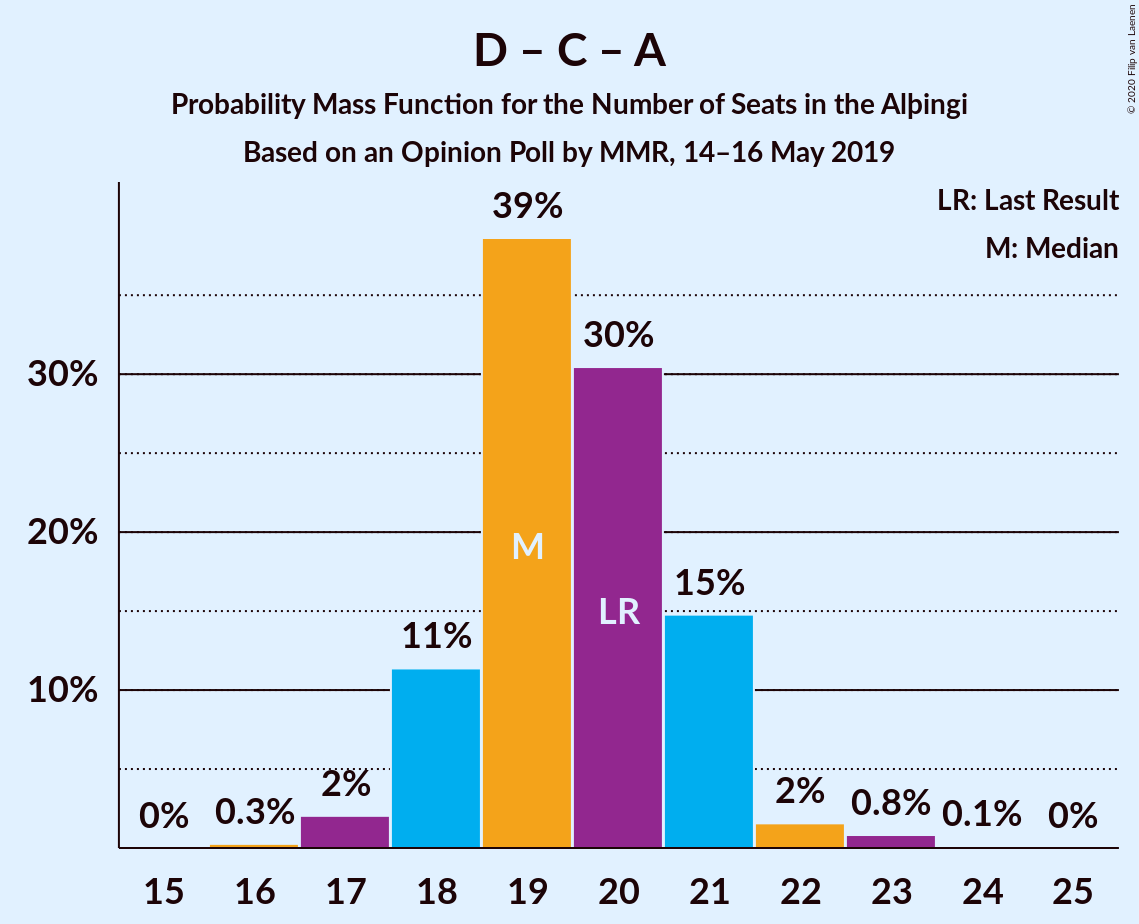 D – C – A
Probability Mass Function for the Number of Seats in the Alþingi
Based on an Opinion Poll by MMR, 14–16 May 2019
© 2020 Filip van Laenen
LR: Last Result
M: Median
39%
30%
30%
20%
M
15%
LR
11%
10%
2%
2%
0.8%
0%
0.3%
0.1%
0%
15 16 17 18 19 20 21 22 23 24 25